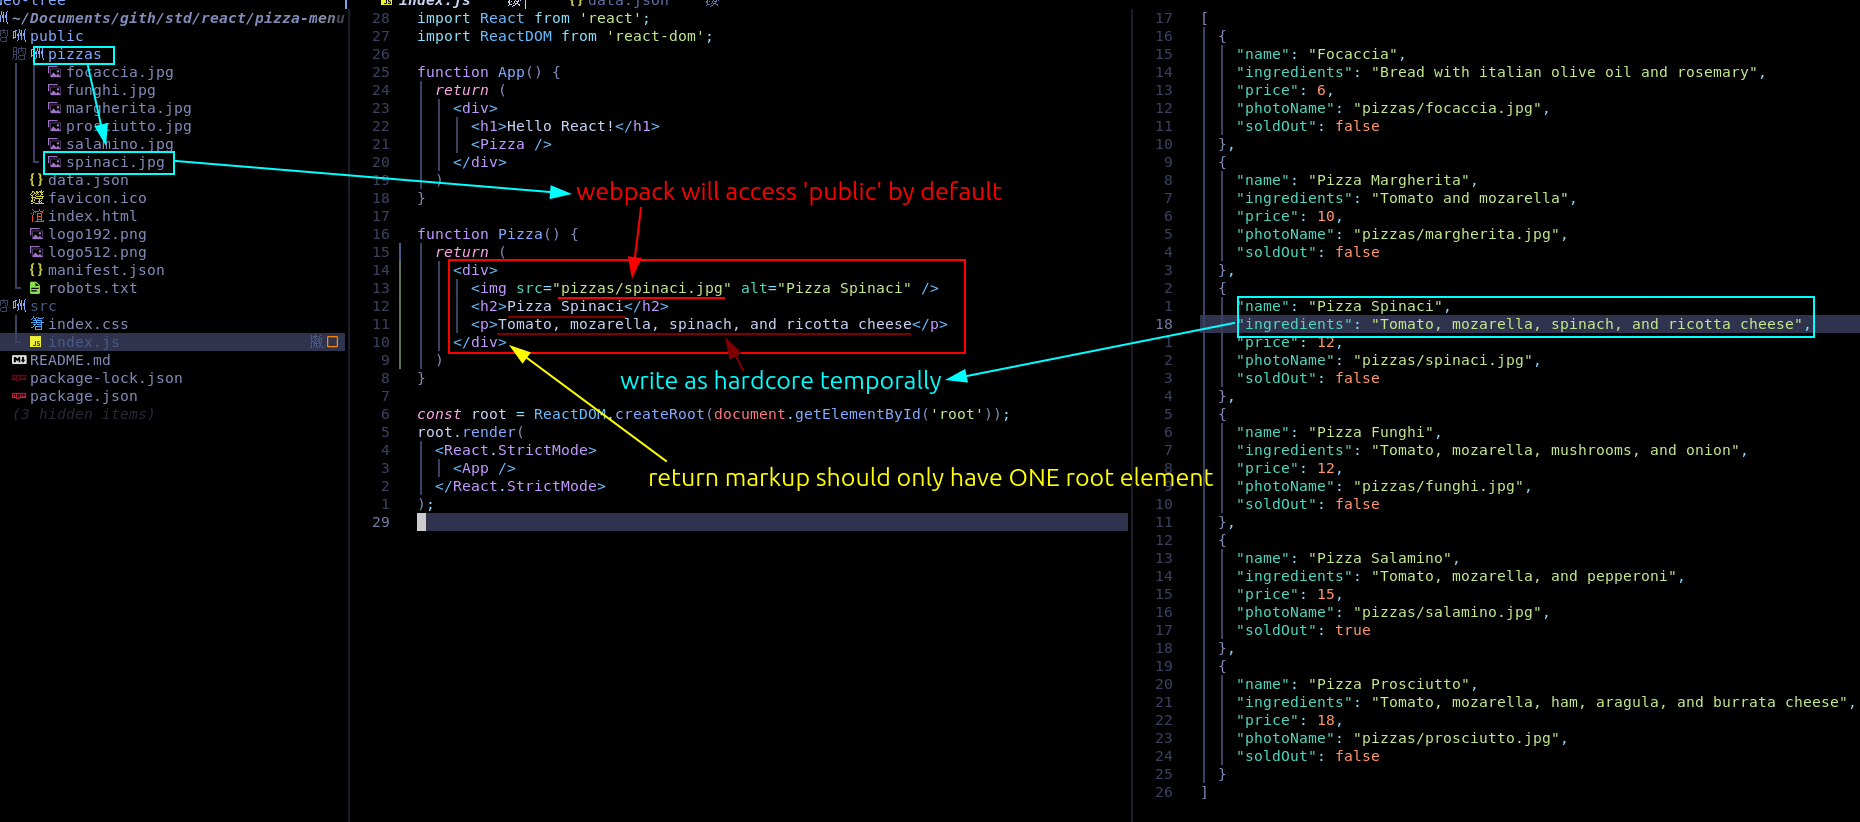 ~/Documents/gith/std/react/pizza-menu
public
pizzas
focaccia.jpg
funghi.jpg
margherita.jpg
prosciutto.jpg
salamino.jpg
spinaci.jpg
data.json
favicon.ico
index.html
logo192.png
logo512.png
manifest.json
robots.txt
src
index.css
index.js
README.md
package-lock.json
package.json
(3 hidden items)
index.js
data.json
28 import React from 'react';
27 import ReactDOM from 'react-dom';
26
25 function App() {
24 return (
23 <div>
22 <h1>Hello React!</h1>
21 <Pizza />
20 </div>
19 )
18 }
17
16 function Pizza() {
15 return (
14 <div>
13 <img src="pizzas/spinaci.jpg" alt="Pizza Spinaci" />
12 <h2>Pizza Spinaci</h2>
11 <p>Tomato, mozarella, spinach, and ricotta cheese</p>
10 </div>
9 )
8 }
7
6 const root = ReactDOM.createRoot(document.getElementById('root'));
5 root.render(
4 <React.StrictMode>
3 <App />
2 </React.StrictMode>
1 );
29
webpack will access 'public' by default
write as hardcore temporally
return markup should only have ONE root element
17 [
16 {
15 "name": "Focaccia",
14 "ingredients": "Bread with italian olive oil and rosemary",
13 "price": 6,
12 "photoName": "pizzas/focaccia.jpg",
11 "soldOut": false
10 },
9 {
8 "name": "Pizza Margherita",
7 "ingredients": "Tomato and mozarella",
6 "price": 10,
5 "photoName": "pizzas/margherita.jpg",
4 "soldOut": false
3 },
2 {
1 "name": "Pizza Spinaci",
18 "ingredients": "Tomato, mozarella, spinach, and ricotta cheese",
1 "price": 12,
2 "photoName": "pizzas/spinaci.jpg",
3 "soldOut": false
4 },
5 {
6 "name": "Pizza Funghi",
7 "ingredients": "Tomato, mozarella, mushrooms, and onion",
8 "price": 12,
9 "photoName": "pizzas/funghi.jpg",
10 "soldOut": false
11 },
12 {
13 "name": "Pizza Salamino",
14 "ingredients": "Tomato, mozarella, and pepperoni",
15 "price": 15,
16 "photoName": "pizzas/salamino.jpg",
17 "soldOut": true
18 },
19 {
20 "name": "Pizza Prosciutto",
21 "ingredients": "Tomato, mozarella, ham, aragula, and burrata cheese",
22 "price": 18,
23 "photoName": "pizzas/prosciutto.jpg",
24 "soldOut": false
25 }
26 ]